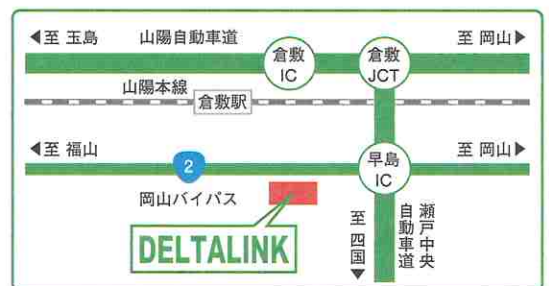 ◀至 玉島
山陽自動車道
倉敷
IC
倉敷
JCT
至 岡山▶
山陽本線
倉敷駅
◀至 福山
2
岡山バイパス
早島
IC
至 岡山▶
DELTALINK
至 四国▶
瀬戸中央
自動車道